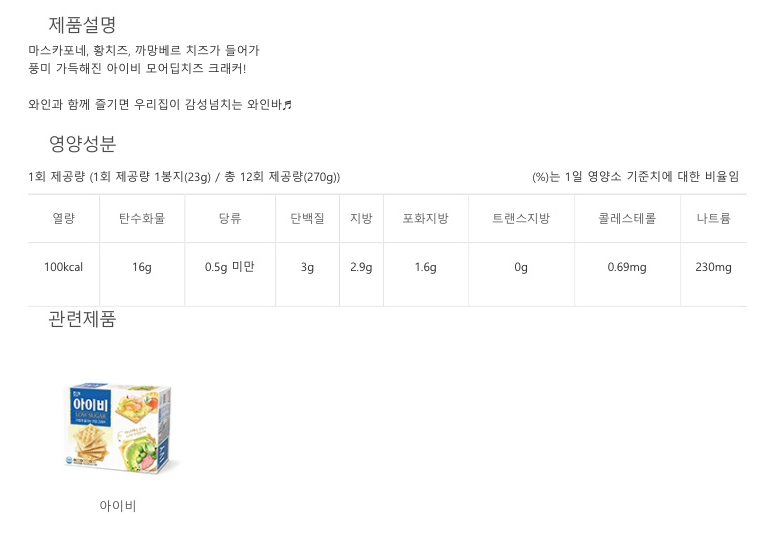 제품설명
마스카포네, 황치즈, 까망베르 치즈가 들어가
풍미 가득해진 아이비 모어딥치즈 크래커!
와인과 함께 즐기면 우리집이 감성넘치는 와인바♬
영양성분
1회 제공량 (1회 제공량 1봉지(23g) / 총 12회 제공량(270g)) (%)는 1일 영양소 기준치에 대한 비율임
열량 탄수화물 당류 단백질 지방 포화지방 트랜스지방 콜레스테롤 나트륨
100kcal 16g 0.5g 미만 3g 2.9g 1.6g 0g 0.69mg 230mg
관련제품
아이비
LOW SUGAR
아이비